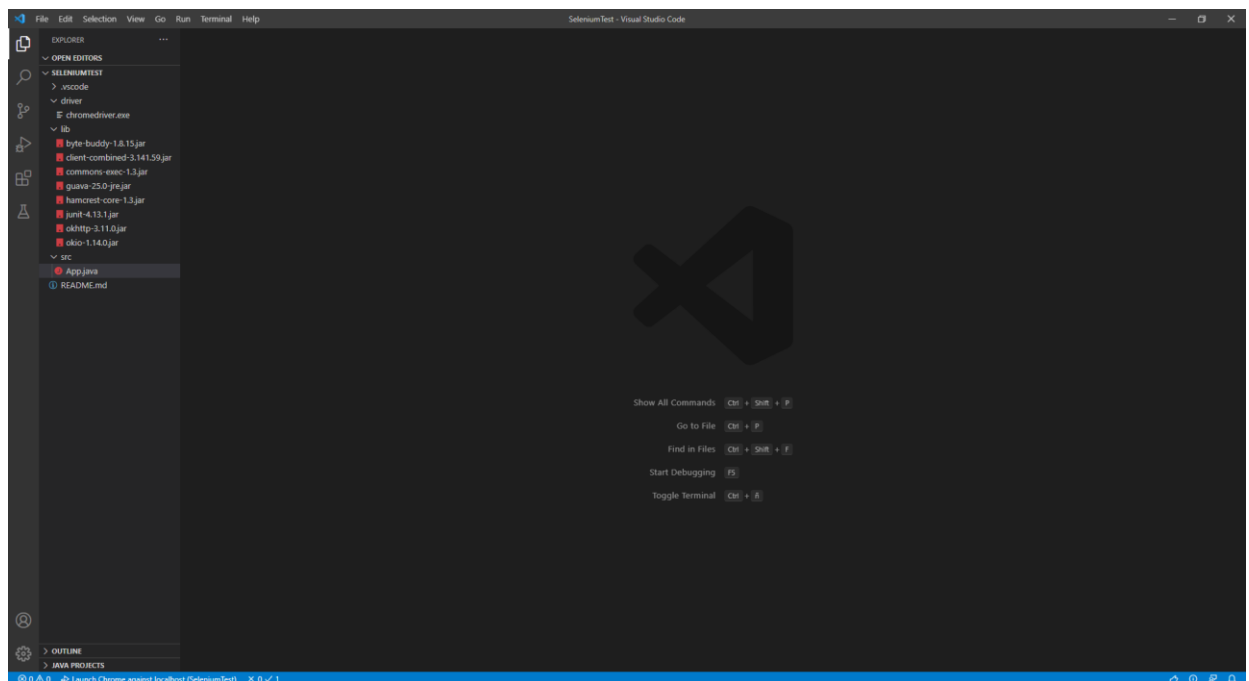 File Edit Selection View Go Run Terminal Help
SeleniumTest - Visual Studio Code
EXPLORER
OPEN EDITORS
SELENIUMTEST
.vscode
driver
chromedriver.exe
lib
byte-buddy-1.8.15.jar
client-combined-3.141.59.jar
commons-exec-1.3.jar
guava-25.0-jre.jar
hamcrest-core-1.3.jar
junit-4.13.1.jar
okhttp-3.11.0.jar
okio-1.14.0.jar
src
App.java
README.md
Show All Commands Ctrl + Shift + P
Go to File Ctrl + P
Find in Files Ctrl + Shift + F
Start Debugging F5
Toggle Terminal Ctrl + Ñ
OUTLINE
JAVA PROJECTS
0 0 Launch Chrome against localhost (SeleniumTest) 0 1